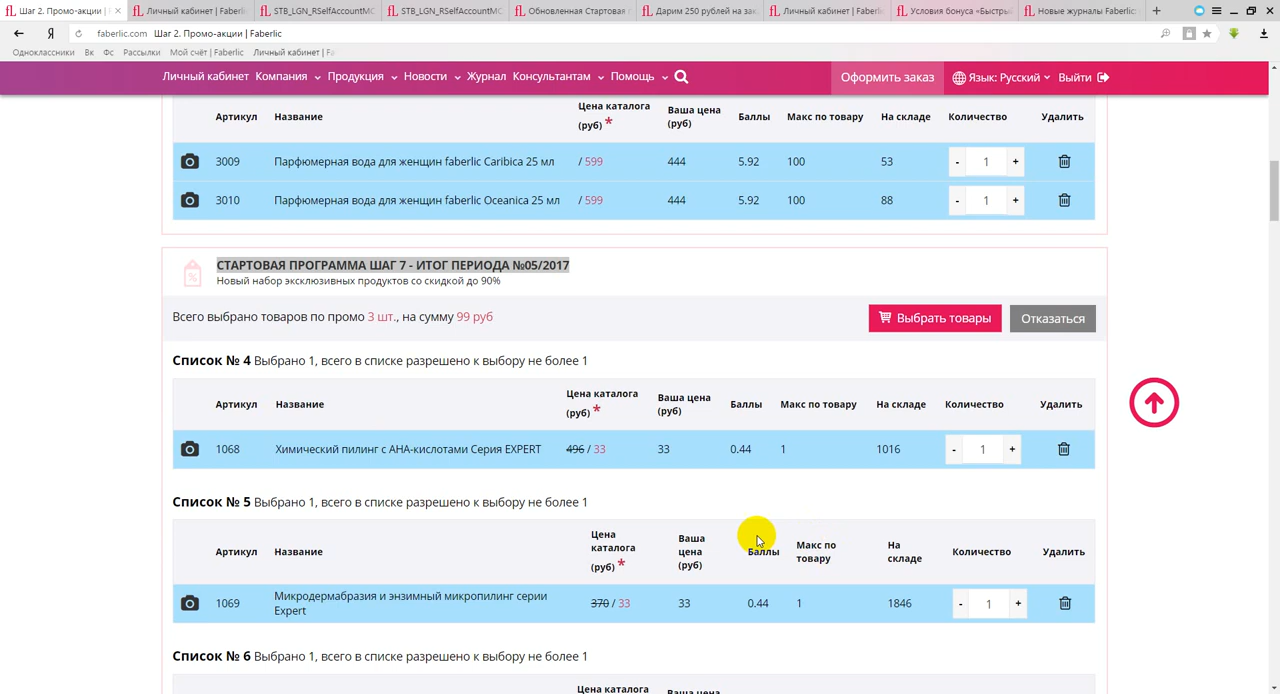 Шаг 2. Промо-акции | F
Личный кабинет | Faberli
STB_LGN_RSelfAccountMC
STB_LGN_RSelfAccountMC
Обновленная Стартовая п
Дарим 250 рублей на зак
Личный кабинет | Faberli
Условия бонуса «Быстры
Новые журналы Faberlic
faberlic.com Шаг 2. Промо-акции | Faberlic
Одноклассники Вк Фс Рассылки Мой счёт | Faberlic Личный кабинет | Fa
Личный кабинет Компания Продукция Новости Журнал Консультантам Помощь Оформить заказ Язык: Русский Выйти
Артикул Название Цена каталога (руб) * Ваша цена (руб) Баллы Макс по товару На складе Количество Удалить
3009 Парфюмерная вода для женщин faberlic Caribica 25 мл / 599 444 5.92 100 53 - 1 +
3010 Парфюмерная вода для женщин faberlic Oceanica 25 мл / 599 444 5.92 100 88 - 1 +
СТАРТОВАЯ ПРОГРАММА ШАГ 7 - ИТОГ ПЕРИОДА №05/2017
Новый набор эксклюзивных продуктов со скидкой до 90%
Всего выбрано товаров по промо 3 шт., на сумму 99 руб Выбрать товары Отказаться
Список № 4 Выбрано 1, всего в списке разрешено к выбору не более 1
Артикул Название Цена каталога (руб) * Ваша цена (руб) Баллы Макс по товару На складе Количество Удалить
1068 Химический пилинг с АНА-кислотами Серия EXPERT 496 / 33 33 0.44 1 1016 - 1 +
Список № 5 Выбрано 1, всего в списке разрешено к выбору не более 1
Артикул Название Цена каталога (руб) * Ваша цена (руб) Баллы Макс по товару На складе Количество Удалить
1069 Микродермабразия и энзимный микропилинг серии Expert 370 / 33 33 0.44 1 1846 - 1 +
Список № 6 Выбрано 1, всего в списке разрешено к выбору не более 1
Цена каталога Ваша цена